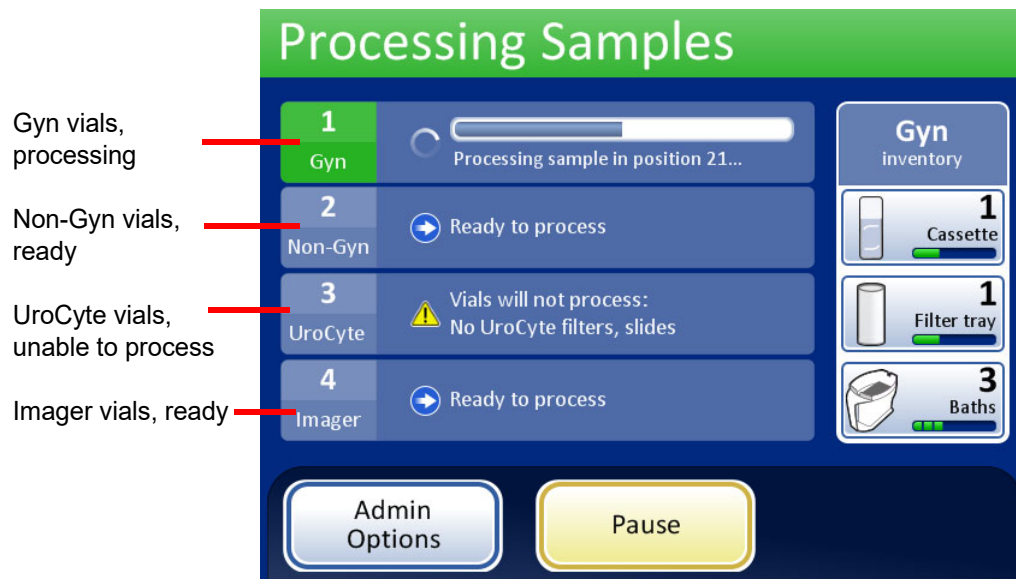 Processing Samples
Gyn vials,
processing
1
Gyn
Processing sample in position 21...
Non-Gyn vials,
ready
2
Non-Gyn
Ready to process
UroCyte vials,
unable to process
3
UroCyte
Vials will not process:
No UroCyte filters, slides
Imager vials, ready
4
Imager
Ready to process
Gyn
inventory
1
Cassette
1
Filter tray
3
Baths
Admin
Options
Pause